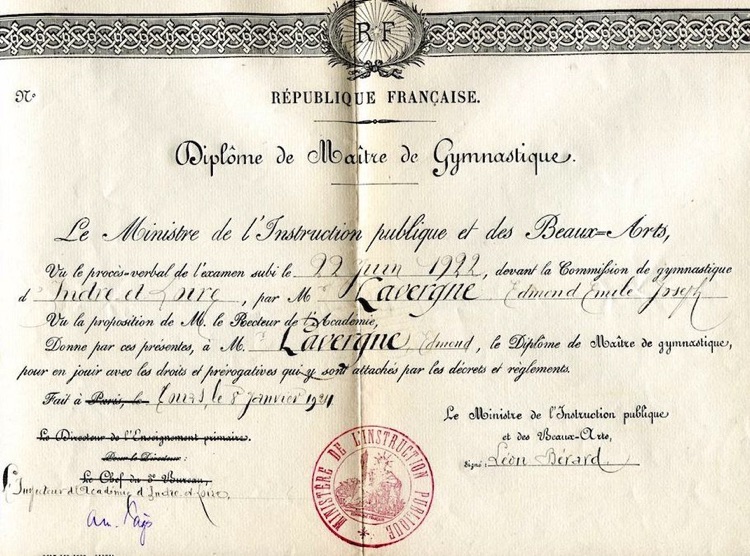 R F
N°
RÉPUBLIQUE FRANÇAISE.
Diplôme de Maître de Gymnastique.
Le Ministre de l'Instruction publique et des Beaux=Arts,
Vu le procès-verbal de l'examen subi le 22 juin 1922, devant la Commission de gymnastique
d'Indre et Loire, par M Lavergne Edmond Emile Joseph
Vu la proposition de M. le Recteur de l'Académie,
Donne par ces présentes, à M. Lavergne Edmond, le Diplôme de Maître de gymnastique,
pour en jouir avec les droits et prérogatives qui y sont attachés par les décrets et règlements.
Fait à Paris, le Tours, le 8 janvier
Le Ministre de l'Instruction publique
et des Beaux-Arts,
Signé: Léon Bérard
Le Directeur de l'Enseignement primaire
Pour le Directeur:
Le Chef du 3e Bureau,
L'Inspecteur d'Académie d'Indre et Loire
MINISTÈRE DE L'INSTRUCTION PUBLIQUE